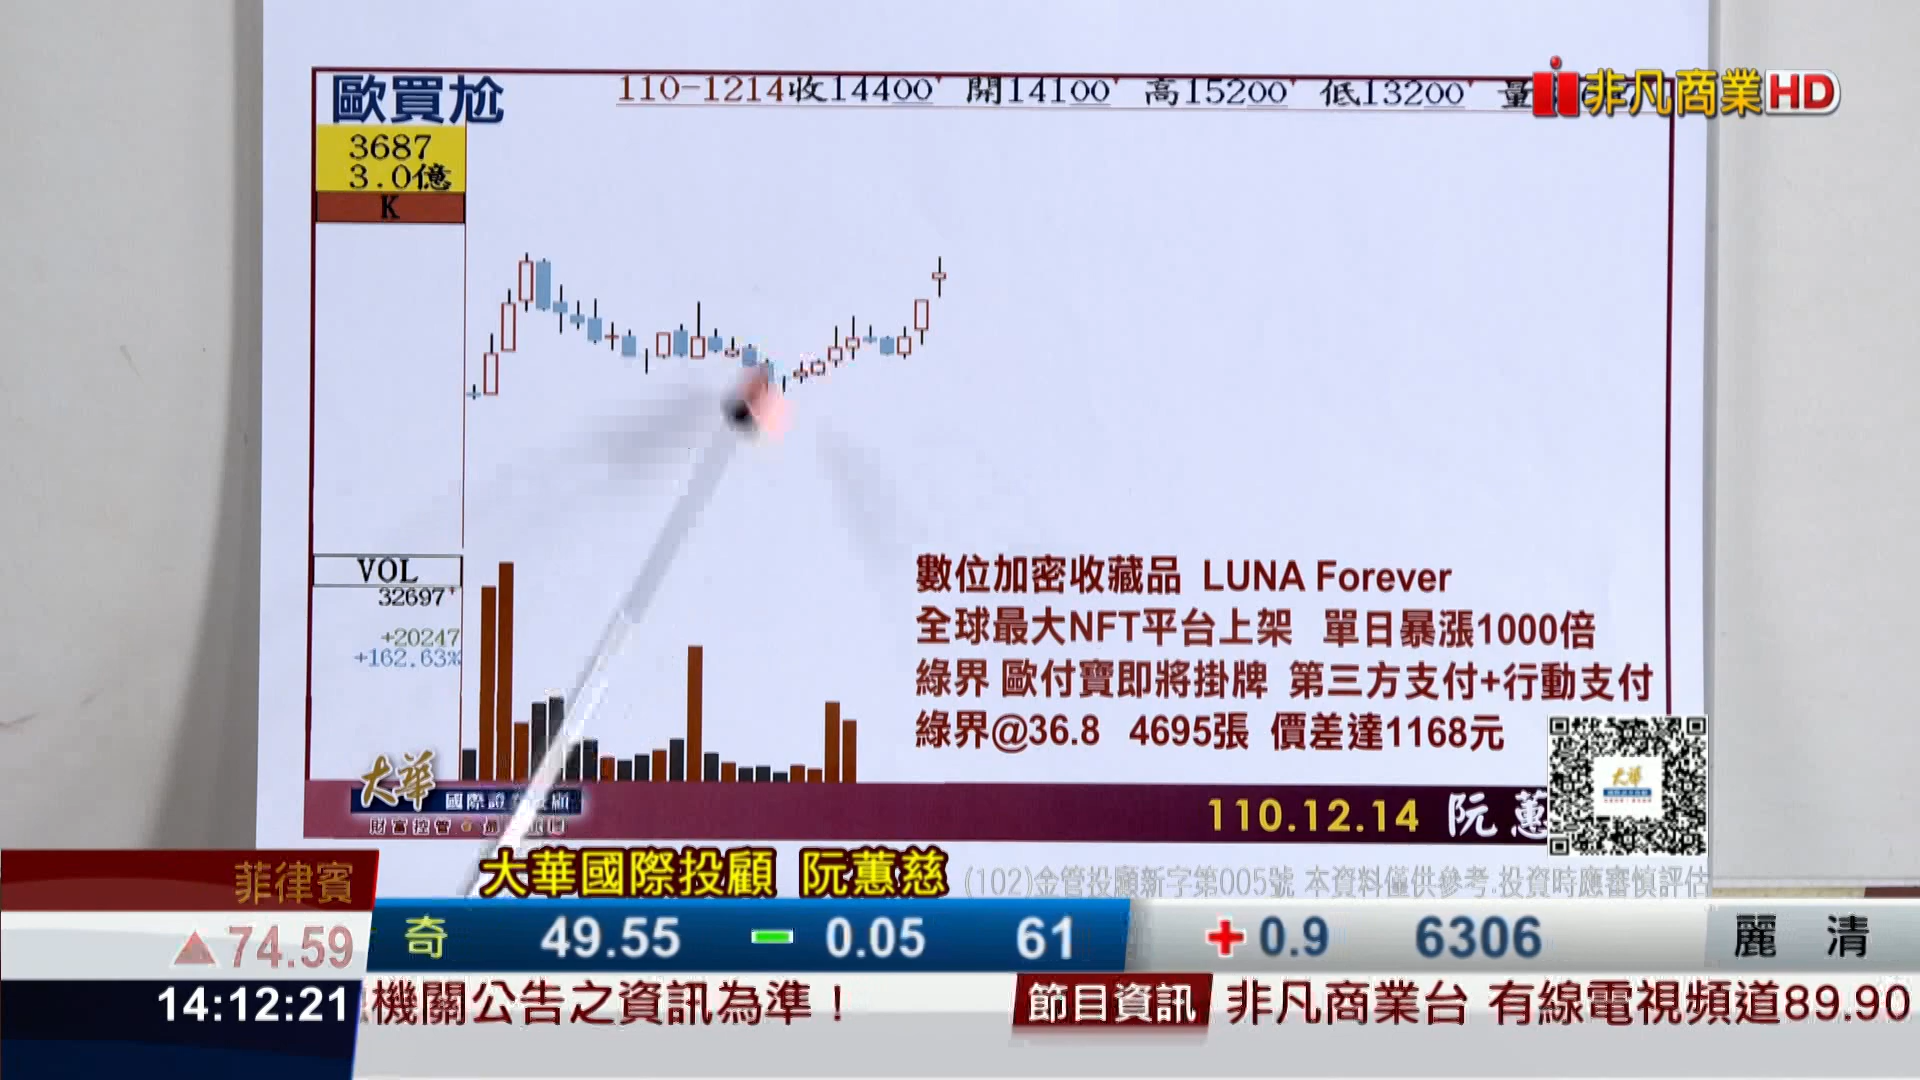 歐買尬
110-1214收14400 開14100 高15200 低13200 量
非凡商業HD
3687
3.0億
K
VOL
32697
+20247
+162.63%
數位加密收藏品 LUNA Forever
全球最大NFT平台上架 單日暴漲1000倍
綠界 歐付寶即將掛牌 第三方支付+行動支付
綠界@36.8 4695張 價差達1168元
大華
國際證 投顧
財富控管
110.12.14 阮蕙
大華
大華國際投顧 阮蕙慈
(102)金管投顧新字第005號 本資料僅供參考.投資時應審慎評估
菲律賓
▲74.59
奇 49.55 – 0.05 61 + 0.9 6306 麗清
14:12:21
機關公告之資訊為準！ 節目資訊 非凡商業台 有線電視頻道89.90